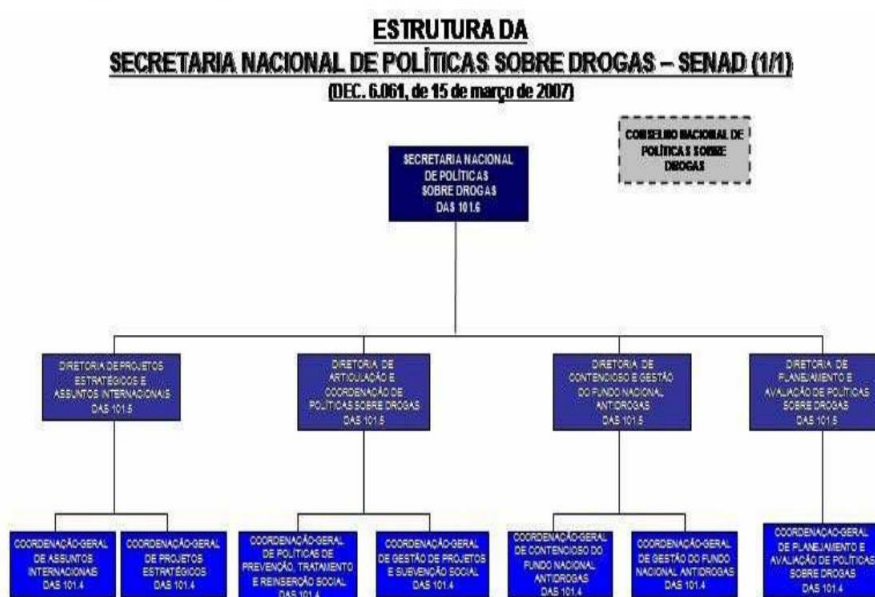 ESTRUTURA DA
SECRETARIA NACIONAL DE POLÍTICAS SOBRE DROGAS – SENAD (1/1)
(DEC. 6.061, de 15 de março de 2007)
CONSELHO NACIONAL DE
POLÍTICAS SOBRE
DROGAS
SECRETARIA NACIONAL
DE POLÍTICAS
SOBRE DROGAS
DAS 101.6
DIRETORIA DE PROJETOS
ESTRATÉGICOS E
ASSUNTOS INTERNACIONAIS
DAS 101.5
DIRETORIA DE
ARTICULAÇÃO E
COORDENAÇÃO DE
POLÍTICAS SOBRE DROGAS
DAS 101.5
DIRETORIA DE
CONTENCIOSO E GESTÃO
DO FUNDO NACIONAL
ANTIDROGAS
DAS 101.5
DIRETORIA DE
PLANEJAMENTO E
AVALIAÇÃO DE POLÍTICAS
SOBRE DROGAS
DAS 101.5
COORDENAÇÃO-GERAL
DE ASSUNTOS
INTERNACIONAIS
DAS 101.4
COORDENAÇÃO-GERAL
DE PROJETOS
ESTRATÉGICOS
DAS 101.4
COORDENAÇÃO-GERAL
DE POLÍTICAS DE
PREVENÇÃO, TRATAMENTO
E REINSERÇÃO SOCIAL
DAS 101.4
COORDENAÇÃO-GERAL
DE GESTÃO DE PROJETOS
E SUBVENÇÃO SOCIAL
DAS 101.4
COORDENAÇÃO-GERAL
DE CONTENCIOSO DO
FUNDO NACIONAL
ANTIDROGAS
DAS 101.4
COORDENAÇÃO-GERAL
DE GESTÃO DO FUNDO
NACIONAL ANTIDROGAS
DAS 101.4
COORDENAÇAO-GERAL
DE PLANEJAMENTO E
AVALIAÇÃO DE POLÍTICAS
SOBRE DROGAS
DAS 101.4